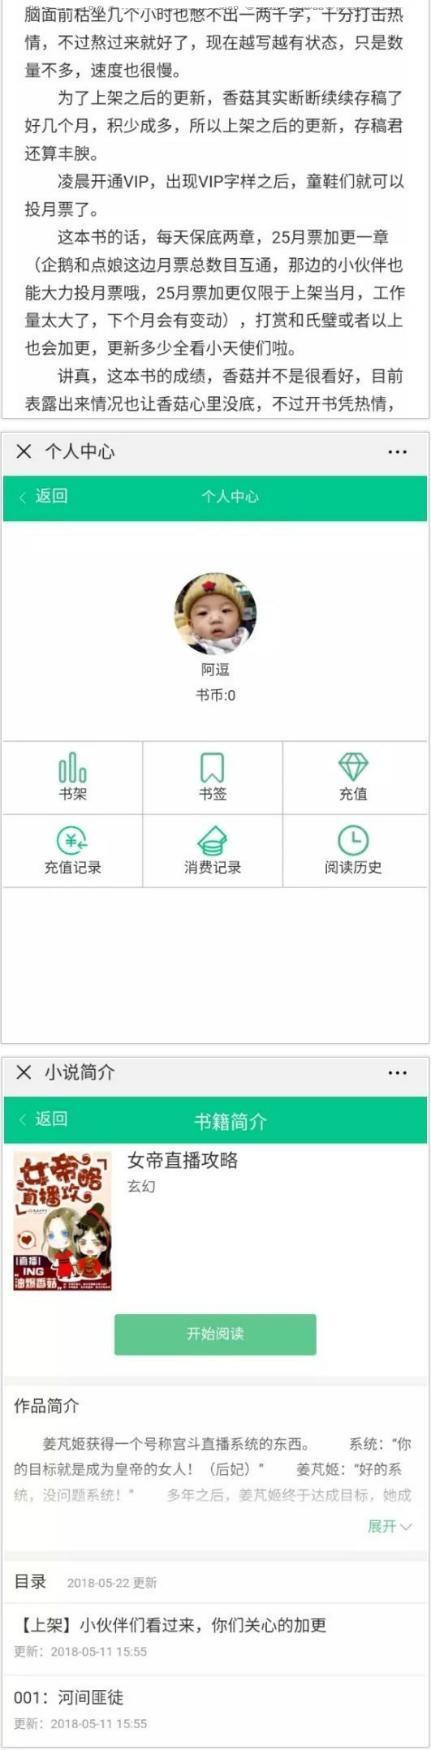 脑面前枯坐几个小时也憋不出一两千字，十分打击热
情，不过熬过来就好了，现在越写越有状态，只是数
量不多，速度也很慢。
为了上架之后的更新，香菇其实断断续续存稿了
好几个月，积少成多，所以上架之后的更新，存稿君
还算丰腴。
凌晨开通VIP，出现VIP字样之后，童鞋们就可以
投月票了。
这本书的话，每天保底两章，25月票加更一章
（企鹅和点娘这边月票总数目互通，那边的小伙伴也
能大力投月票哦，25月票加更仅限于上架当月，工作
量太大了，下个月会有变动），打赏和氏璧或者以上
也会加更，更新多少全看小天使们啦。
讲真，这本书的成绩，香菇并不是很看好，目前
表露出来情况也让香菇心里没底，不过开书凭热情，
个人中心
返回
个人中心
阿逗
书币:0
书架
书签
充值
充值记录
消费记录
阅读历史
小说简介
返回
书籍简介
女帝直播攻略
女帝直播攻略
玄幻
【直播】
ING
油爆香菇
开始阅读
作品简介
姜芃姬获得一个号称宫斗直播系统的东西。 系统：“你
的目标就是成为皇帝的女人！（后妃）” 姜芃姬：“好的系
统，没问题系统！” 多年之后，姜芃姬终于达成目标，她成
展开
目录 2018-05-22 更新
【上架】小伙伴们看过来，你们关心的加更
更新：2018-05-11 15:55
001：河间匪徒
更新：2018-05-11 15:55